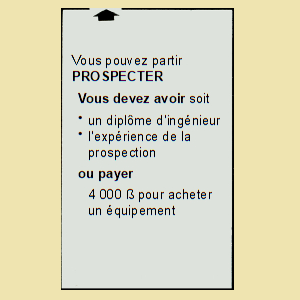 Vous pouvez partir
PROSPECTER
Vous devez avoir soit
• un diplôme d'ingénieur
• l'expérience de la
prospection
ou payer
4 000 ß pour acheter
un équipement